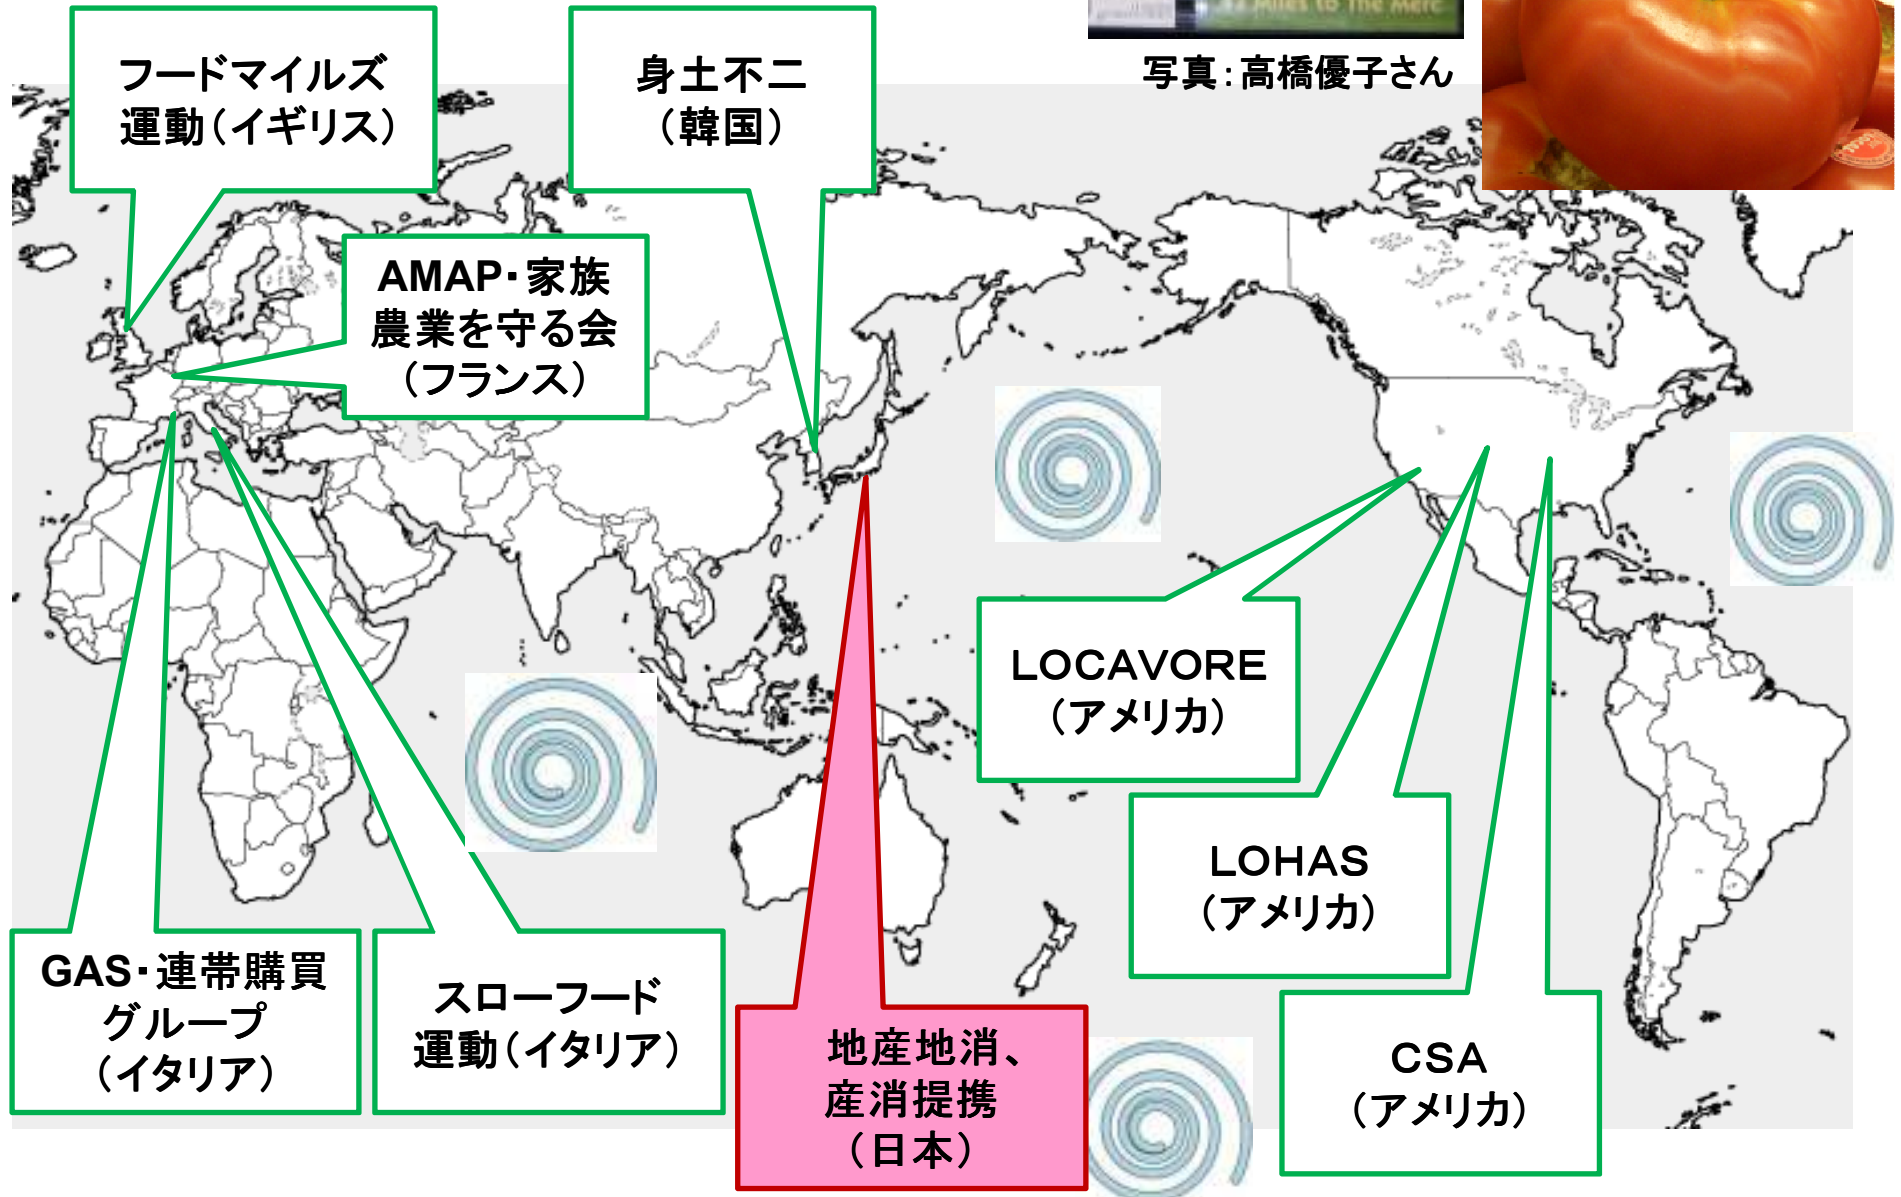 Miles to The Merc
写真：高橋優子さん
フードマイルズ
運動（イギリス）
身土不二
（韓国）
AMAP・家族
農業を守る会
（フランス）
LOCAVORE
（アメリカ）
LOHAS
（アメリカ）
CSA
（アメリカ）
GAS・連帯購買
グループ
（イタリア）
スローフード
運動（イタリア）
地産地消、
産消提携
（日本）